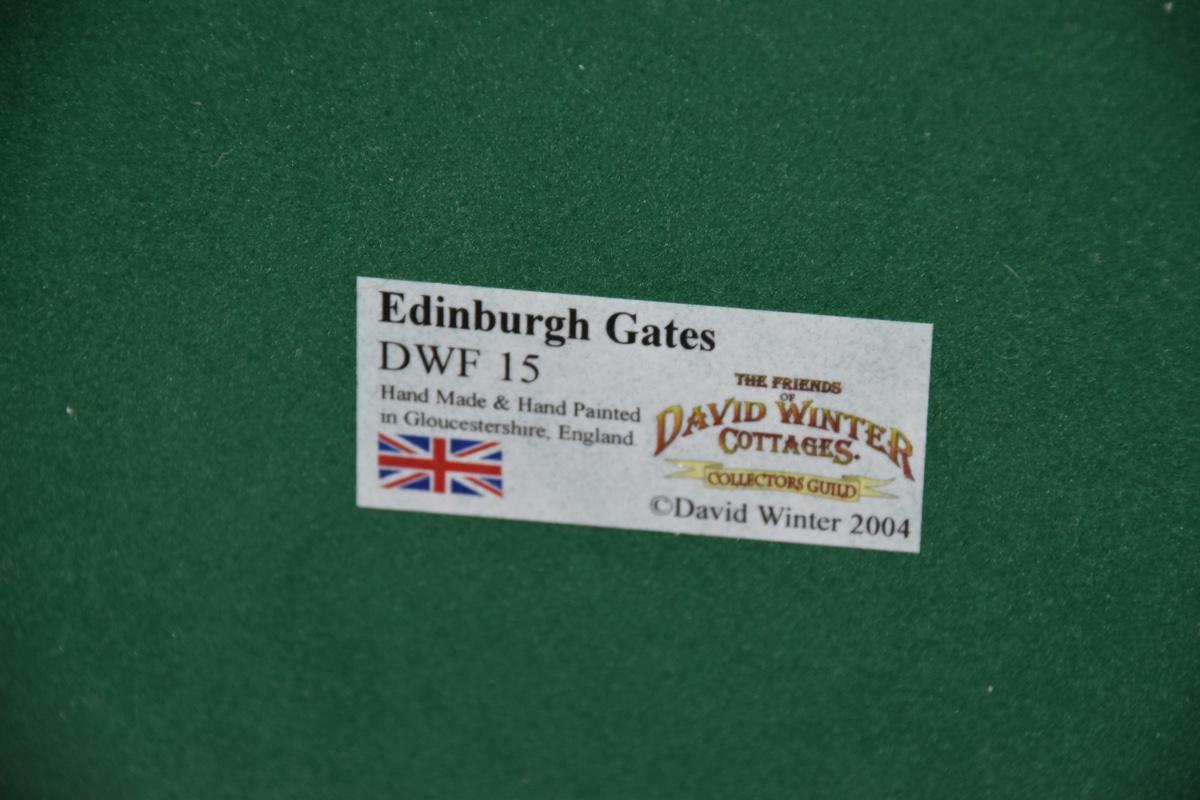 Edinburgh Gates
DWF 15
Hand Made & Hand Painted
in Gloucestershire, England
THE FRIENDS
OF
DAVID WINTER
COTTAGES.
COLLECTORS GUILD
©David Winter 2004